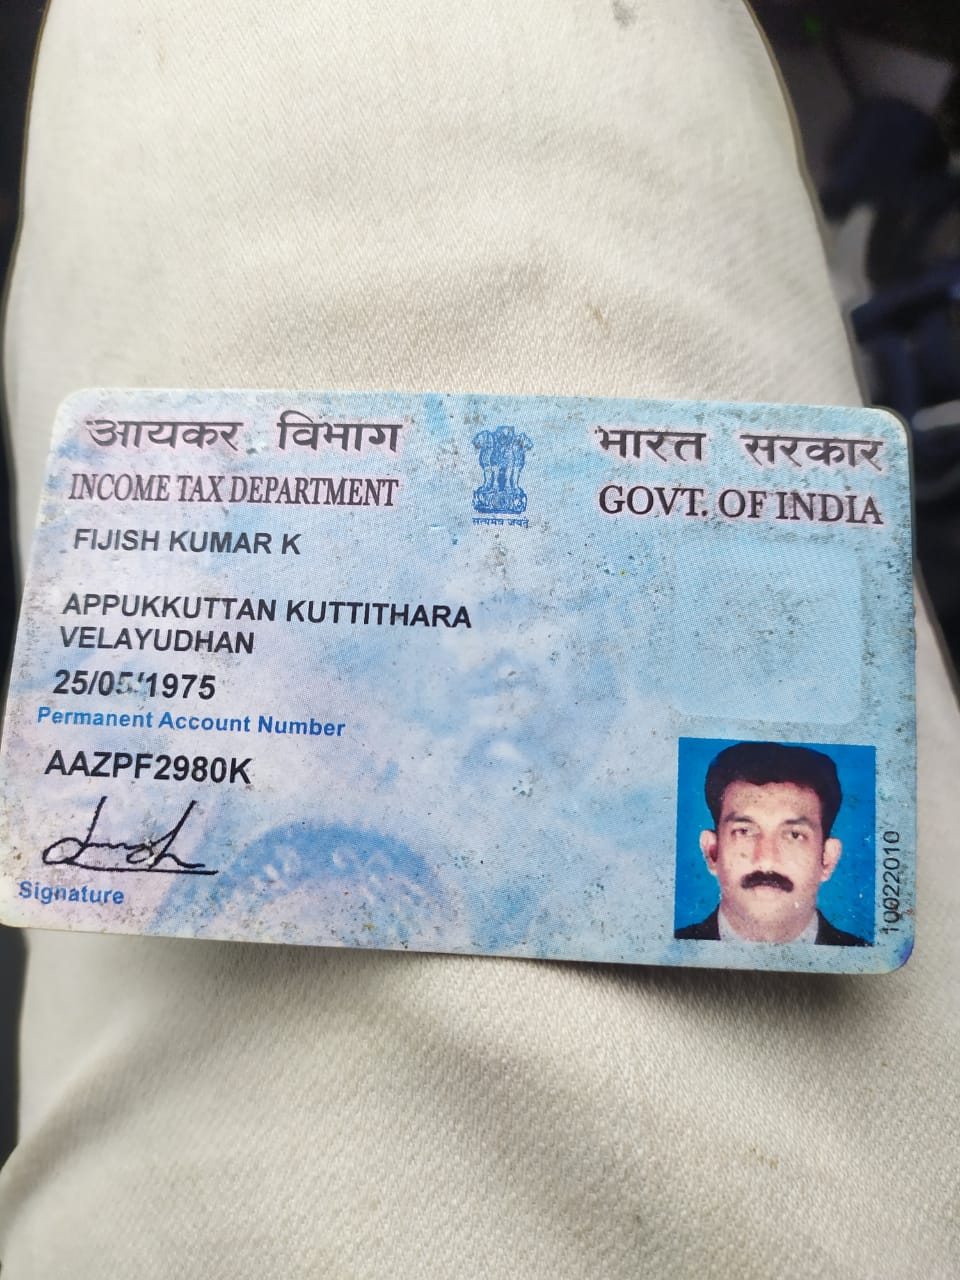 आयकर विभाग
INCOME TAX DEPARTMENT
सत्यमेव जयते
भारत सरकार
GOVT. OF INDIA
FIJISH KUMAR K
APPUKKUTTAN KUTTITHARA
VELAYUDHAN
25/05/1975
Permanent Account Number
AAZPF2980K
Signature
10022010